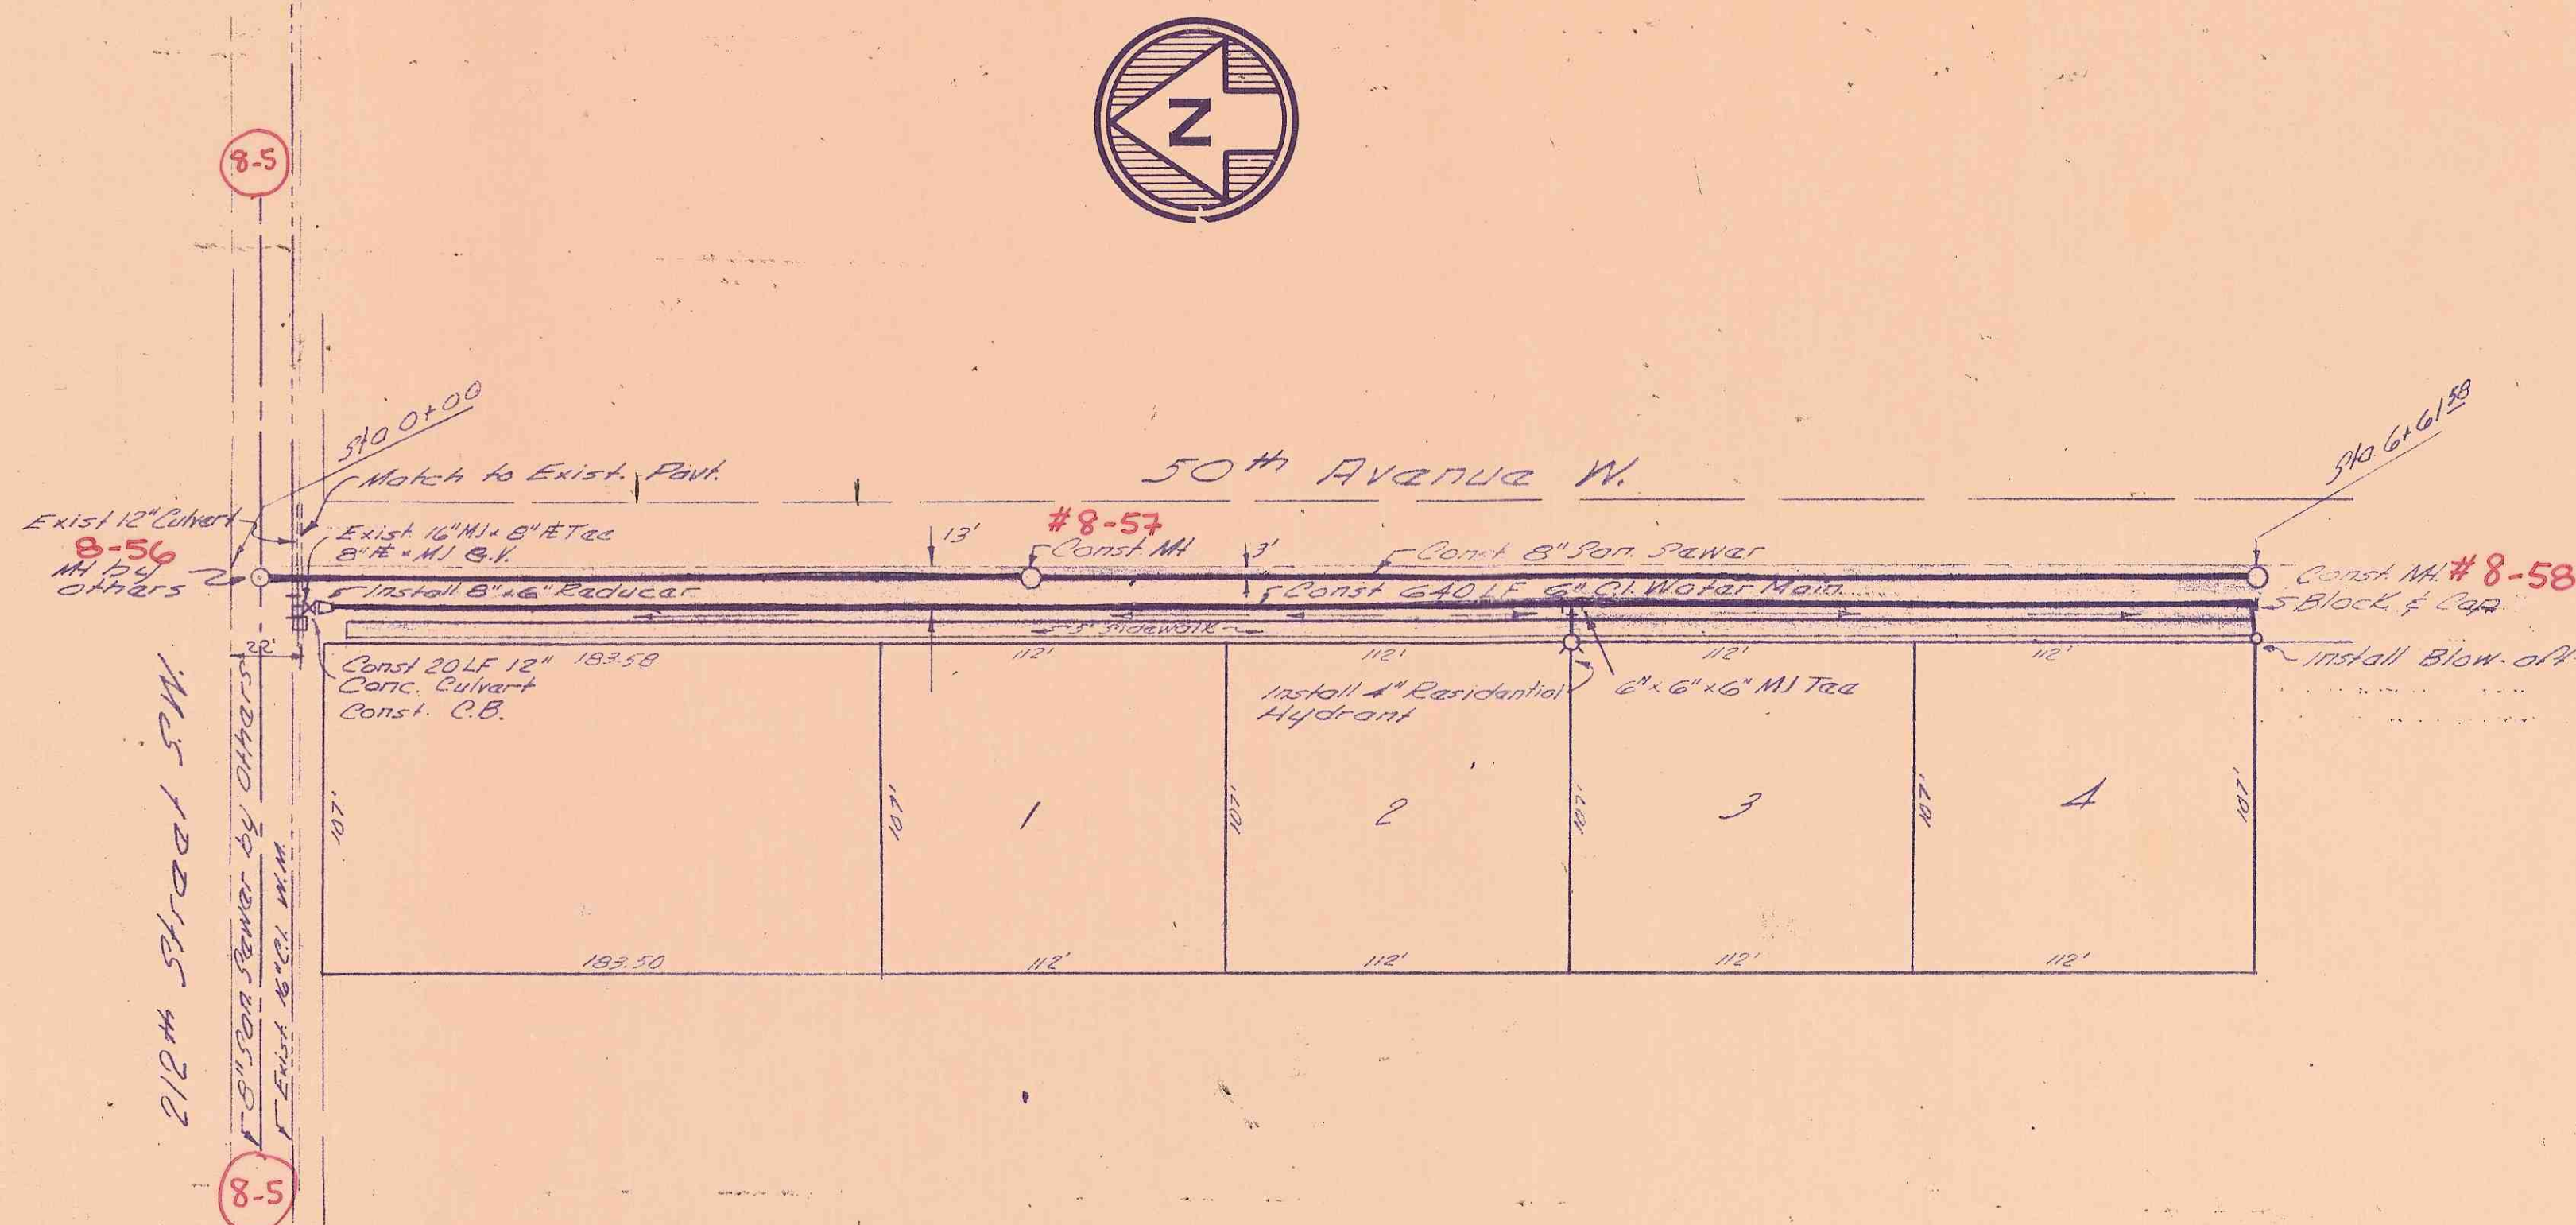 N
8-5
Sta 0+00
Sta. 6+61.58
50th Avenue W.
Match to Exist. Pavt.
Exist 12" Culvert
8-56
MH by
others
Exist. 16" MJ x 8" FL Tee
8" FL x MJ G.V.
Install 8" x 6" Reducer
13'
#8-57
Const. MH
3'
Const 8" San. Sewer
Const 640 LF 6" C.I. Water Main
Const. MH. #8-58
Block & Cap
Install Blow-off
5' Sidewalk
22'
Const 20 LF 12"
Conc. Culvert
Const. C.B.
183.58
112'
112'
112'
112'
Install 4" Residential
Hydrant
6" x 6" x 6" MJ Tee
107'
107'
107'
107'
107'
107'
1
2
3
4
183.50
112'
112'
112'
112'
212th Street S.W.
8" San Sewer by Others
Exist. 16" C.I. W.M.
8-5